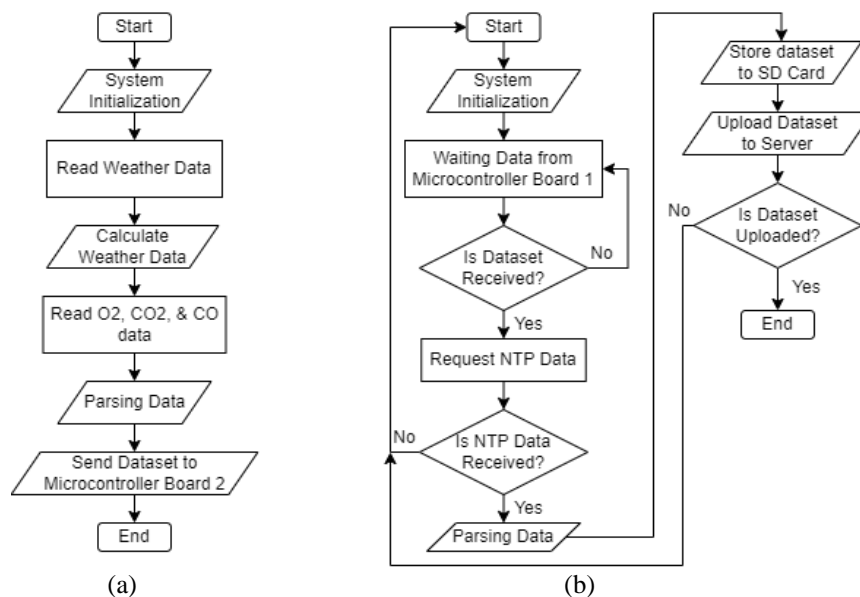 Start
System
Initialization
Read Weather Data
Calculate
Weather Data
Read O2, CO2, & CO
data
Parsing Data
Send Dataset to
Microcontroller Board 2
End
(a)
Start
System
Initialization
Waiting Data from
Microcontroller Board 1
Is Dataset
Received?
No
Yes
Request NTP Data
Is NTP Data
Received?
No
Yes
Parsing Data
Store dataset
to SD Card
Upload Dataset
to Server
Is Dataset
Uploaded?
No
Yes
End
(b)